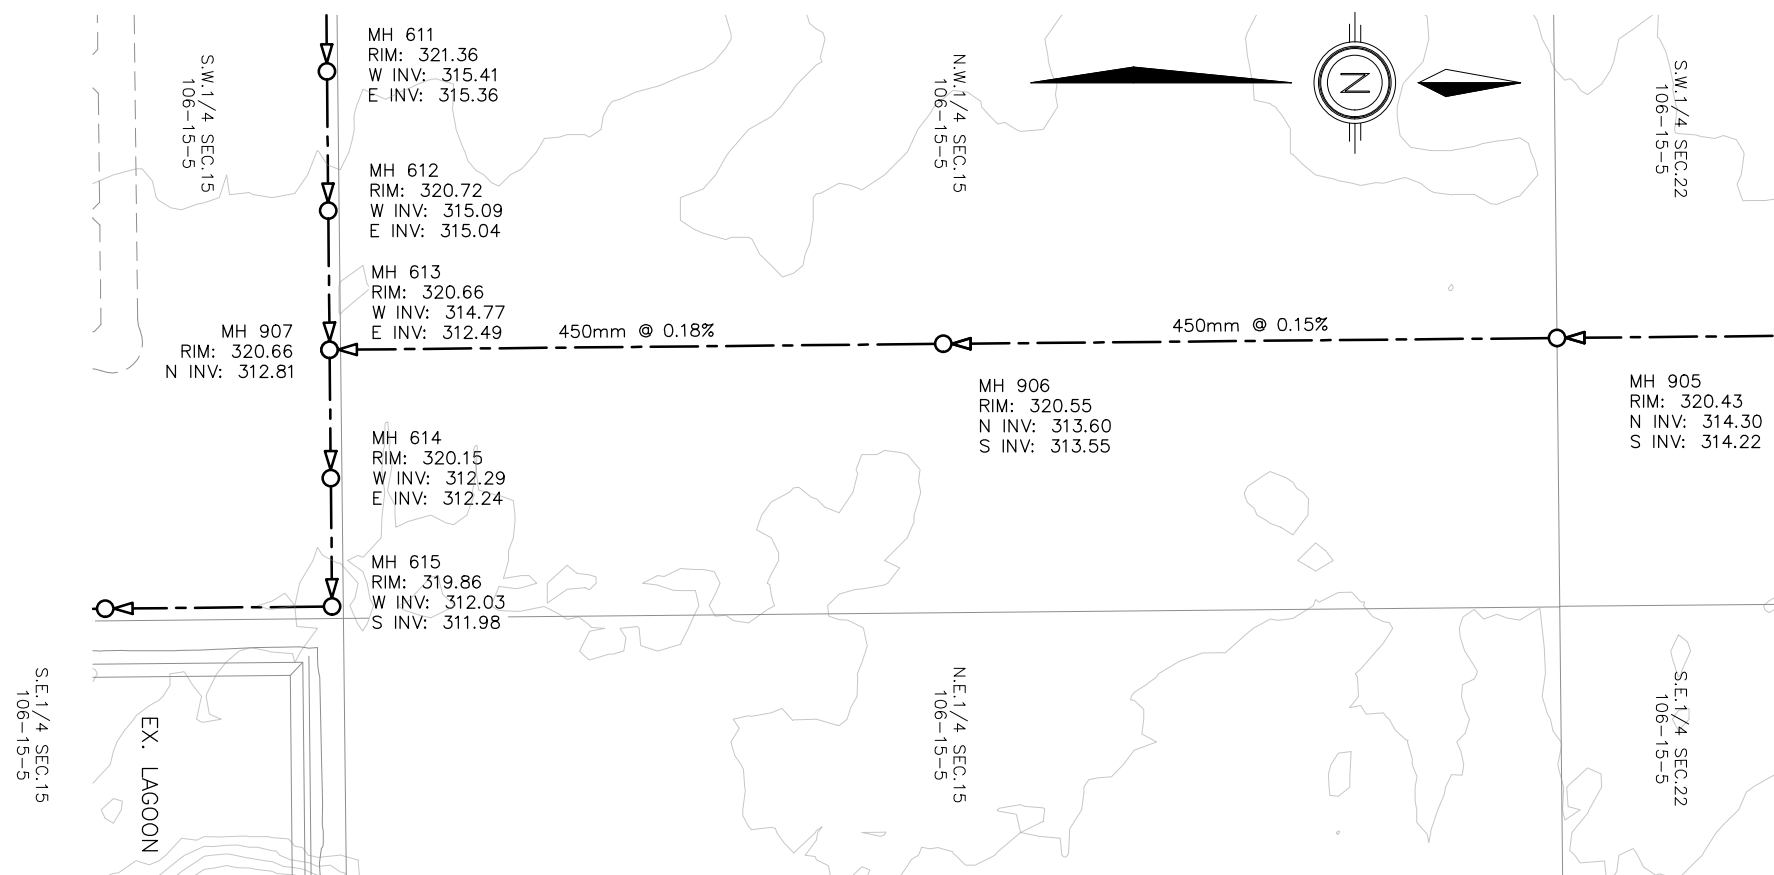 MH 611
RIM: 321.36
W INV: 315.41
E INV: 315.36
S.W.1/4 SEC.15
106-15-5
N.W.1/4 SEC.15
106-15-5
N
S.W.1/4 SEC.22
106-15-5
MH 612
RIM: 320.72
W INV: 315.09
E INV: 315.04
MH 613
RIM: 320.66
W INV: 314.77
E INV: 312.49
MH 907
RIM: 320.66
N INV: 312.81
450mm @ 0.18%
450mm @ 0.15%
MH 906
RIM: 320.55
N INV: 313.60
S INV: 313.55
MH 905
RIM: 320.43
N INV: 314.30
S INV: 314.22
MH 614
RIM: 320.15
W INV: 312.29
E INV: 312.24
MH 615
RIM: 319.86
W INV: 312.03
S INV: 311.98
S.E.1/4 SEC.15
106-15-5
EX. LAGOON
N.E.1/4 SEC.15
106-15-5
S.E.1/4 SEC.22
106-15-5